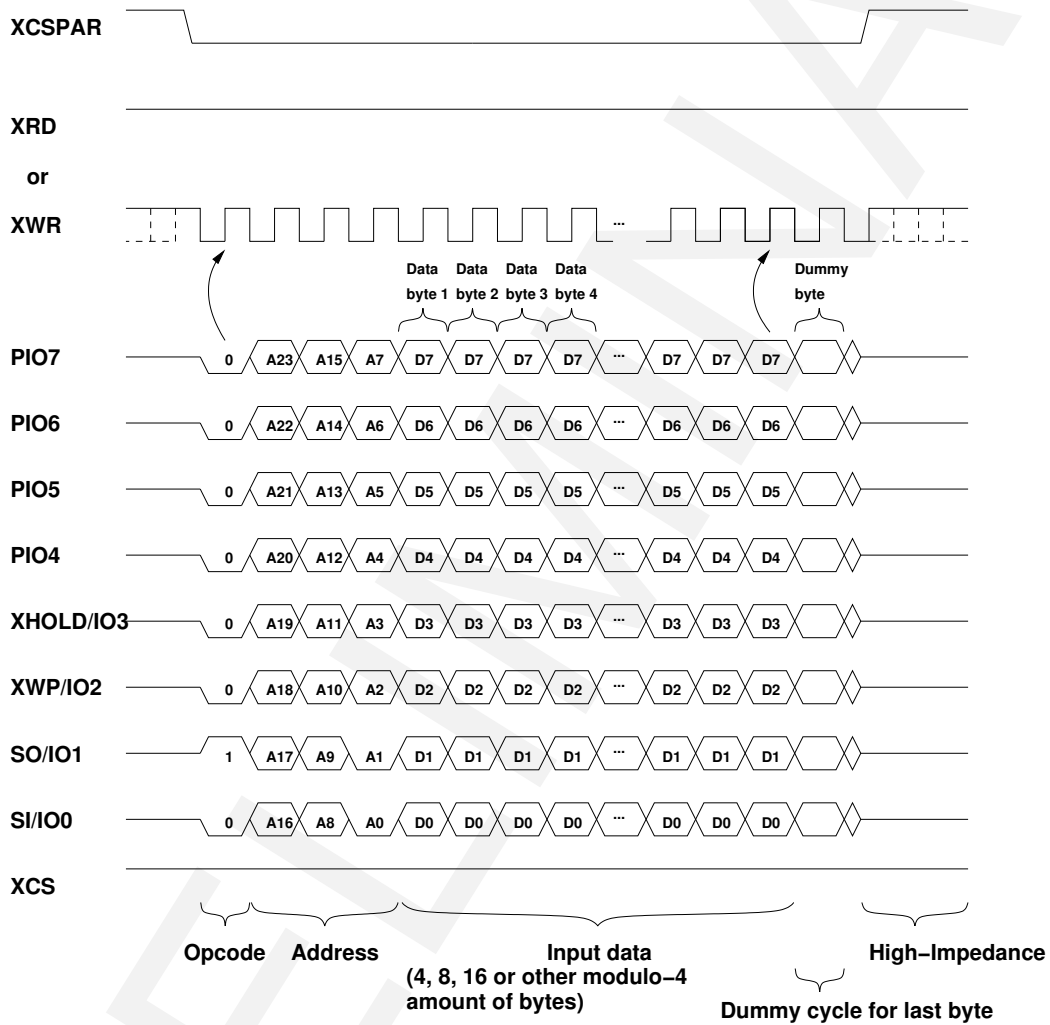 XCSPAR
XRD
or
XWR
...
Data Data Data Data Dummy
byte 1 byte 2 byte 3 byte 4 byte
PIO7 0 A23 A15 A7 D7 D7 D7 D7 ... D7 D7 D7
PIO6 0 A22 A14 A6 D6 D6 D6 D6 ... D6 D6 D6
PIO5 0 A21 A13 A5 D5 D5 D5 D5 ... D5 D5 D5
PIO4 0 A20 A12 A4 D4 D4 D4 D4 ... D4 D4 D4
XHOLD/IO3 0 A19 A11 A3 D3 D3 D3 D3 ... D3 D3 D3
XWP/IO2 0 A18 A10 A2 D2 D2 D2 D2 ... D2 D2 D2
SO/IO1 1 A17 A9 A1 D1 D1 D1 D1 ... D1 D1 D1
SI/IO0 0 A16 A8 A0 D0 D0 D0 D0 ... D0 D0 D0
XCS
Opcode Address Input data High-Impedance
(4, 8, 16 or other modulo-4
amount of bytes)
Dummy cycle for last byte
ELIMINA